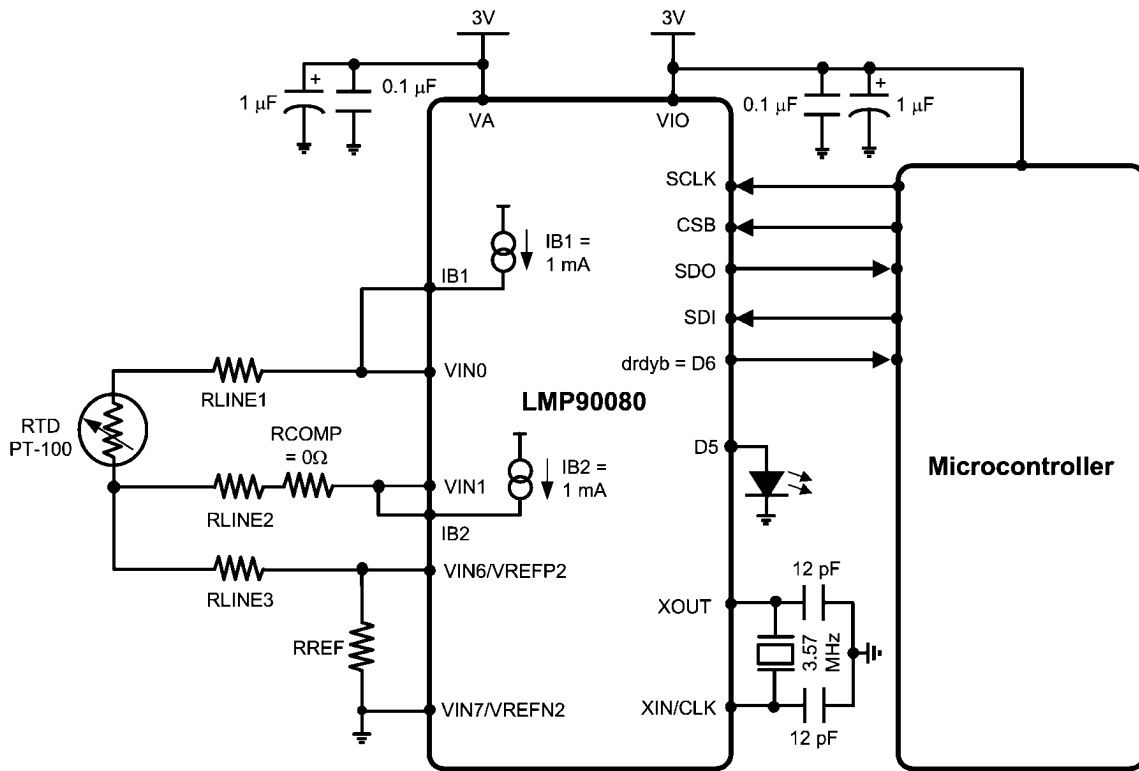 3V
3V
+
1 µF
0.1 µF
VA
VIO
0.1 µF
+
1 µF
SCLK
CSB
SDO
SDI
drdyb = D6
IB1 =
1 mA
IB1
VIN0
RLINE1
LMP90080
RTD
PT-100
RCOMP
= 0Ω
D5
Microcontroller
IB2 =
1 mA
VIN1
RLINE2
IB2
VIN6/VREFP2
RLINE3
12 pF
XOUT
3.57
MHz
RREF
VIN7/VREFN2
XIN/CLK
12 pF